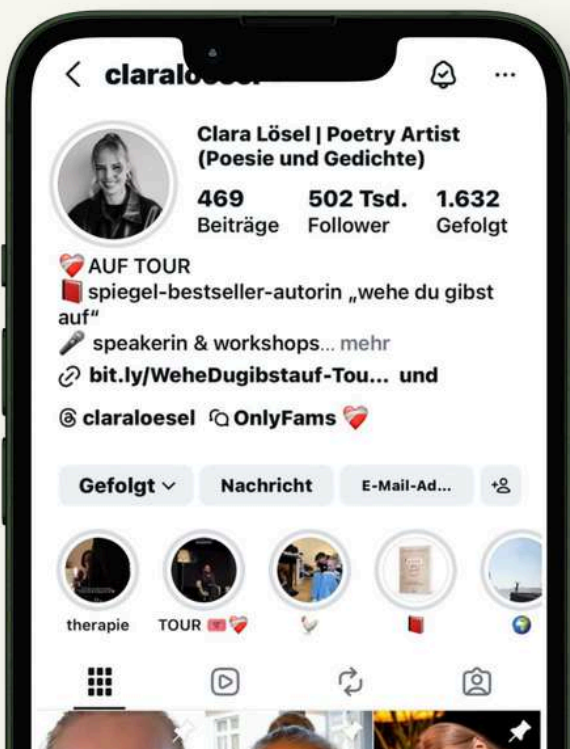 Clara Lösel | Poetry Artist
(Poesie und Gedichte)
469 502 Tsd. 1.632
Beiträge Follower Gefolgt
❤️‍🩹AUF TOUR
📕spiegel-bestseller-autorin „wehe du gibst
auf“
🎤 speakerin & workshops... mehr
bit.ly/WeheDugibstauf-Tou... und
claraloesel OnlyFams ❤️‍🩹
Gefolgt Nachricht E-Mail-Ad...
therapie TOUR 🎟️❤️‍🩹 🐓 📕 🌍